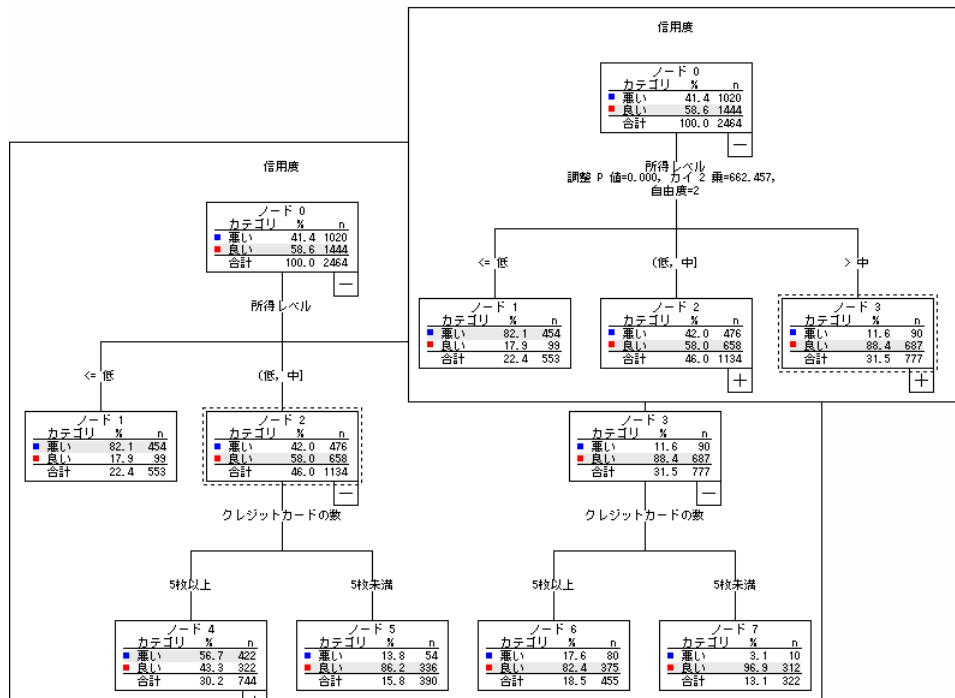 信用度
ノード 0
カテゴリ % n
悪い 41.4 1020
良い 58.6 1444
合計 100.0 2464
所得レベル
調整 P 値=0.000, カイ 2 乗=662.457,
自由度=2
<= 低
(低, 中]
> 中
ノード 1
カテゴリ % n
悪い 82.1 454
良い 17.9 99
合計 22.4 553
ノード 2
カテゴリ % n
悪い 42.0 476
良い 58.0 658
合計 46.0 1134
ノード 3
カテゴリ % n
悪い 11.6 90
良い 88.4 687
合計 31.5 777
信用度
ノード 0
カテゴリ % n
悪い 41.4 1020
良い 58.6 1444
合計 100.0 2464
所得レベル
<= 低
(低, 中]
ノード 1
カテゴリ % n
悪い 82.1 454
良い 17.9 99
合計 22.4 553
ノード 2
カテゴリ % n
悪い 42.0 476
良い 58.0 658
合計 46.0 1134
ノード 3
カテゴリ % n
悪い 11.6 90
良い 88.4 687
合計 31.5 777
クレジットカードの数
クレジットカードの数
5枚以上
5枚未満
5枚以上
5枚未満
ノード 4
カテゴリ % n
悪い 56.7 422
良い 43.3 322
合計 30.2 744
ノード 5
カテゴリ % n
悪い 13.8 54
良い 86.2 336
合計 15.8 390
ノード 6
カテゴリ % n
悪い 17.6 80
良い 82.4 375
合計 18.5 455
ノード 7
カテゴリ % n
悪い 3.1 10
良い 96.9 312
合計 13.1 322